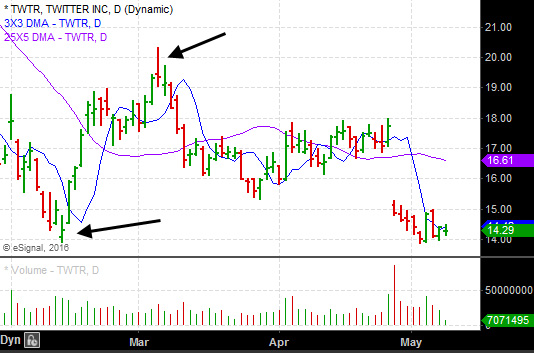 * TWTR, TWITTER INC, D (Dynamic)
3X3 DMA - TWTR, D
25X5 DMA - TWTR, D
21.00
20.00
19.00
18.00
17.00
16.61
16.00
15.00
14.29
14.00
© eSignal, 2016
* Volume - TWTR, D
50000000
7071495
Dyn Mar Apr May